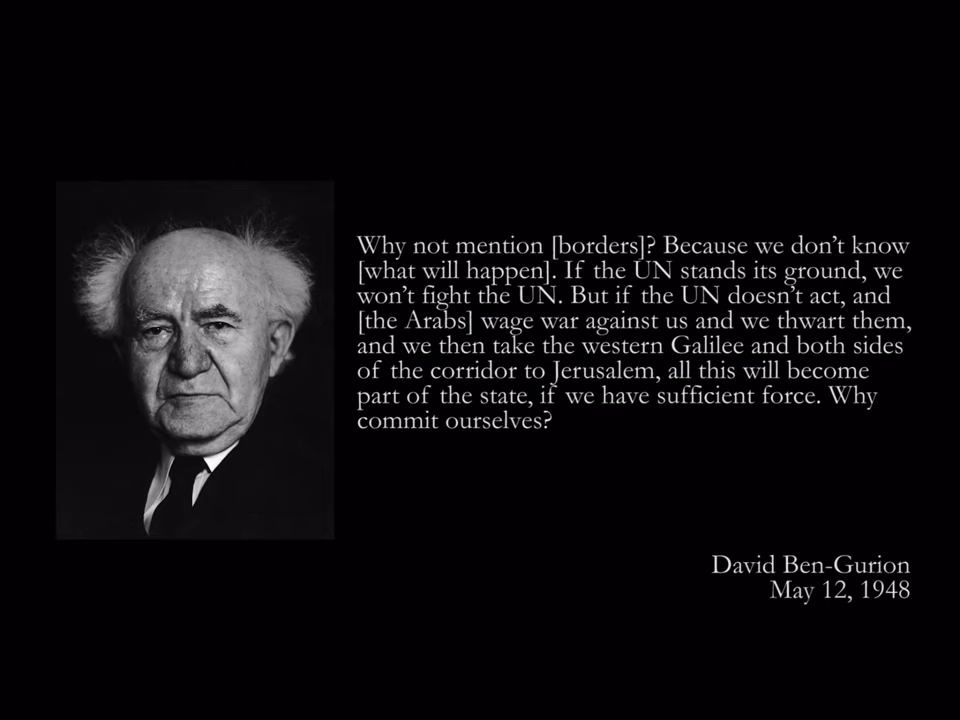 Why not mention [borders]? Because we don't know
[what will happen]. If the UN stands its ground, we
won't fight the UN. But if the UN doesn't act, and
[the Arabs] wage war against us and we thwart them,
and we then take the western Galilee and both sides
of the corridor to Jerusalem, all this will become
part of the state, if we have sufficient force. Why
commit ourselves?
David Ben-Gurion
May 12, 1948